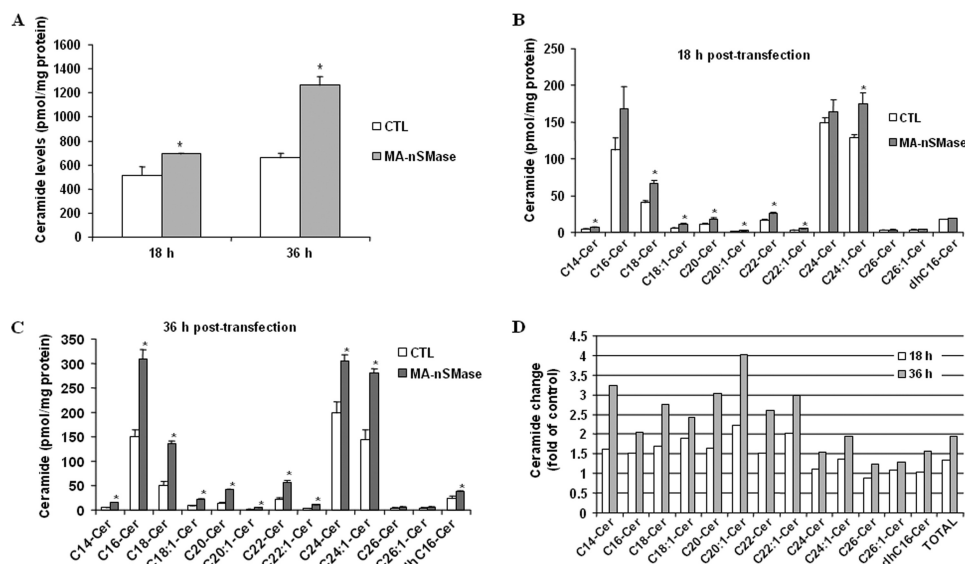 A
Ceramide levels (pmol/mg protein)
1600
1400
1200
1000
800
600
400
200
0
*
*
18 h
36 h
CTL
MA-nSMase
B
18 h post-transfection
Ceramide (pmol/mg protein)
250
200
150
100
50
0
* * * * * * * *
CTL
MA-nSMase
C14-Cer
C16-Cer
C18-Cer
C18:1-Cer
C20-Cer
C20:1-Cer
C22-Cer
C22:1-Cer
C24-Cer
C24:1-Cer
C26-Cer
C26:1-Cer
dhC16-Cer
C
36 h post-transfection
Ceramide (pmol/mg protein)
350
300
250
200
150
100
50
0
* * * * * * * * * * *
CTL
MA-nSMase
C14-Cer
C16-Cer
C18-Cer
C18:1-Cer
C20-Cer
C20:1-Cer
C22-Cer
C22:1-Cer
C24-Cer
C24:1-Cer
C26-Cer
C26:1-Cer
dhC16-Cer
D
Ceramide change
(fold of control)
4.5
4
3.5
3
2.5
2
1.5
1
0.5
0
18 h
36 h
C14-Cer
C16-Cer
C18-Cer
C18:1-Cer
C20-Cer
C20:1-Cer
C22-Cer
C22:1-Cer
C24-Cer
C24:1-Cer
C26-Cer
C26:1-Cer
dhC16-Cer
TOTAL